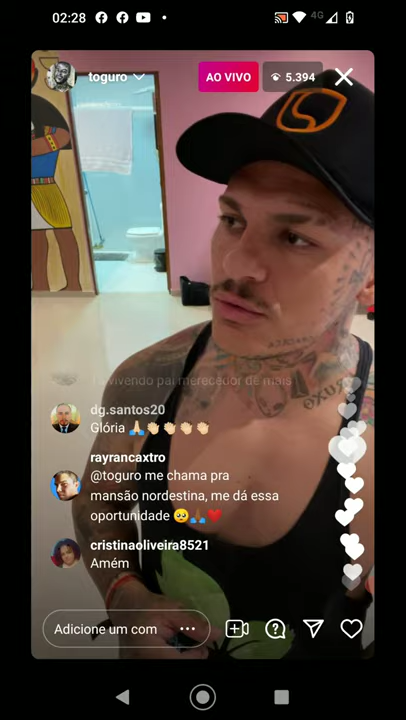 02:28
4G
toguro
AO VIVO
5.394
vivendo pai merecedor de mais
dg.santos20
Glória 🙏🏻👏🏻👏🏻👏🏻👏🏻
rayrancaxtro
@toguro me chama pra
mansão nordestina, me dá essa
oportunidade 🥺🙏🏾❤️
cristinaoliveira8521
Amém
Adicione um com